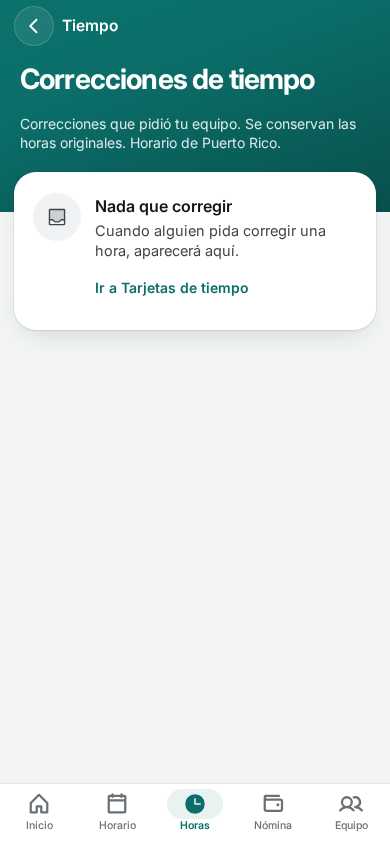 Tiempo
Correcciones de tiempo
Correcciones que pidió tu equipo. Se conservan las
horas originales. Horario de Puerto Rico.
Nada que corregir
Cuando alguien pida corregir una
hora, aparecerá aquí.
Ir a Tarjetas de tiempo
Inicio
Horario
Horas
Nómina
Equipo